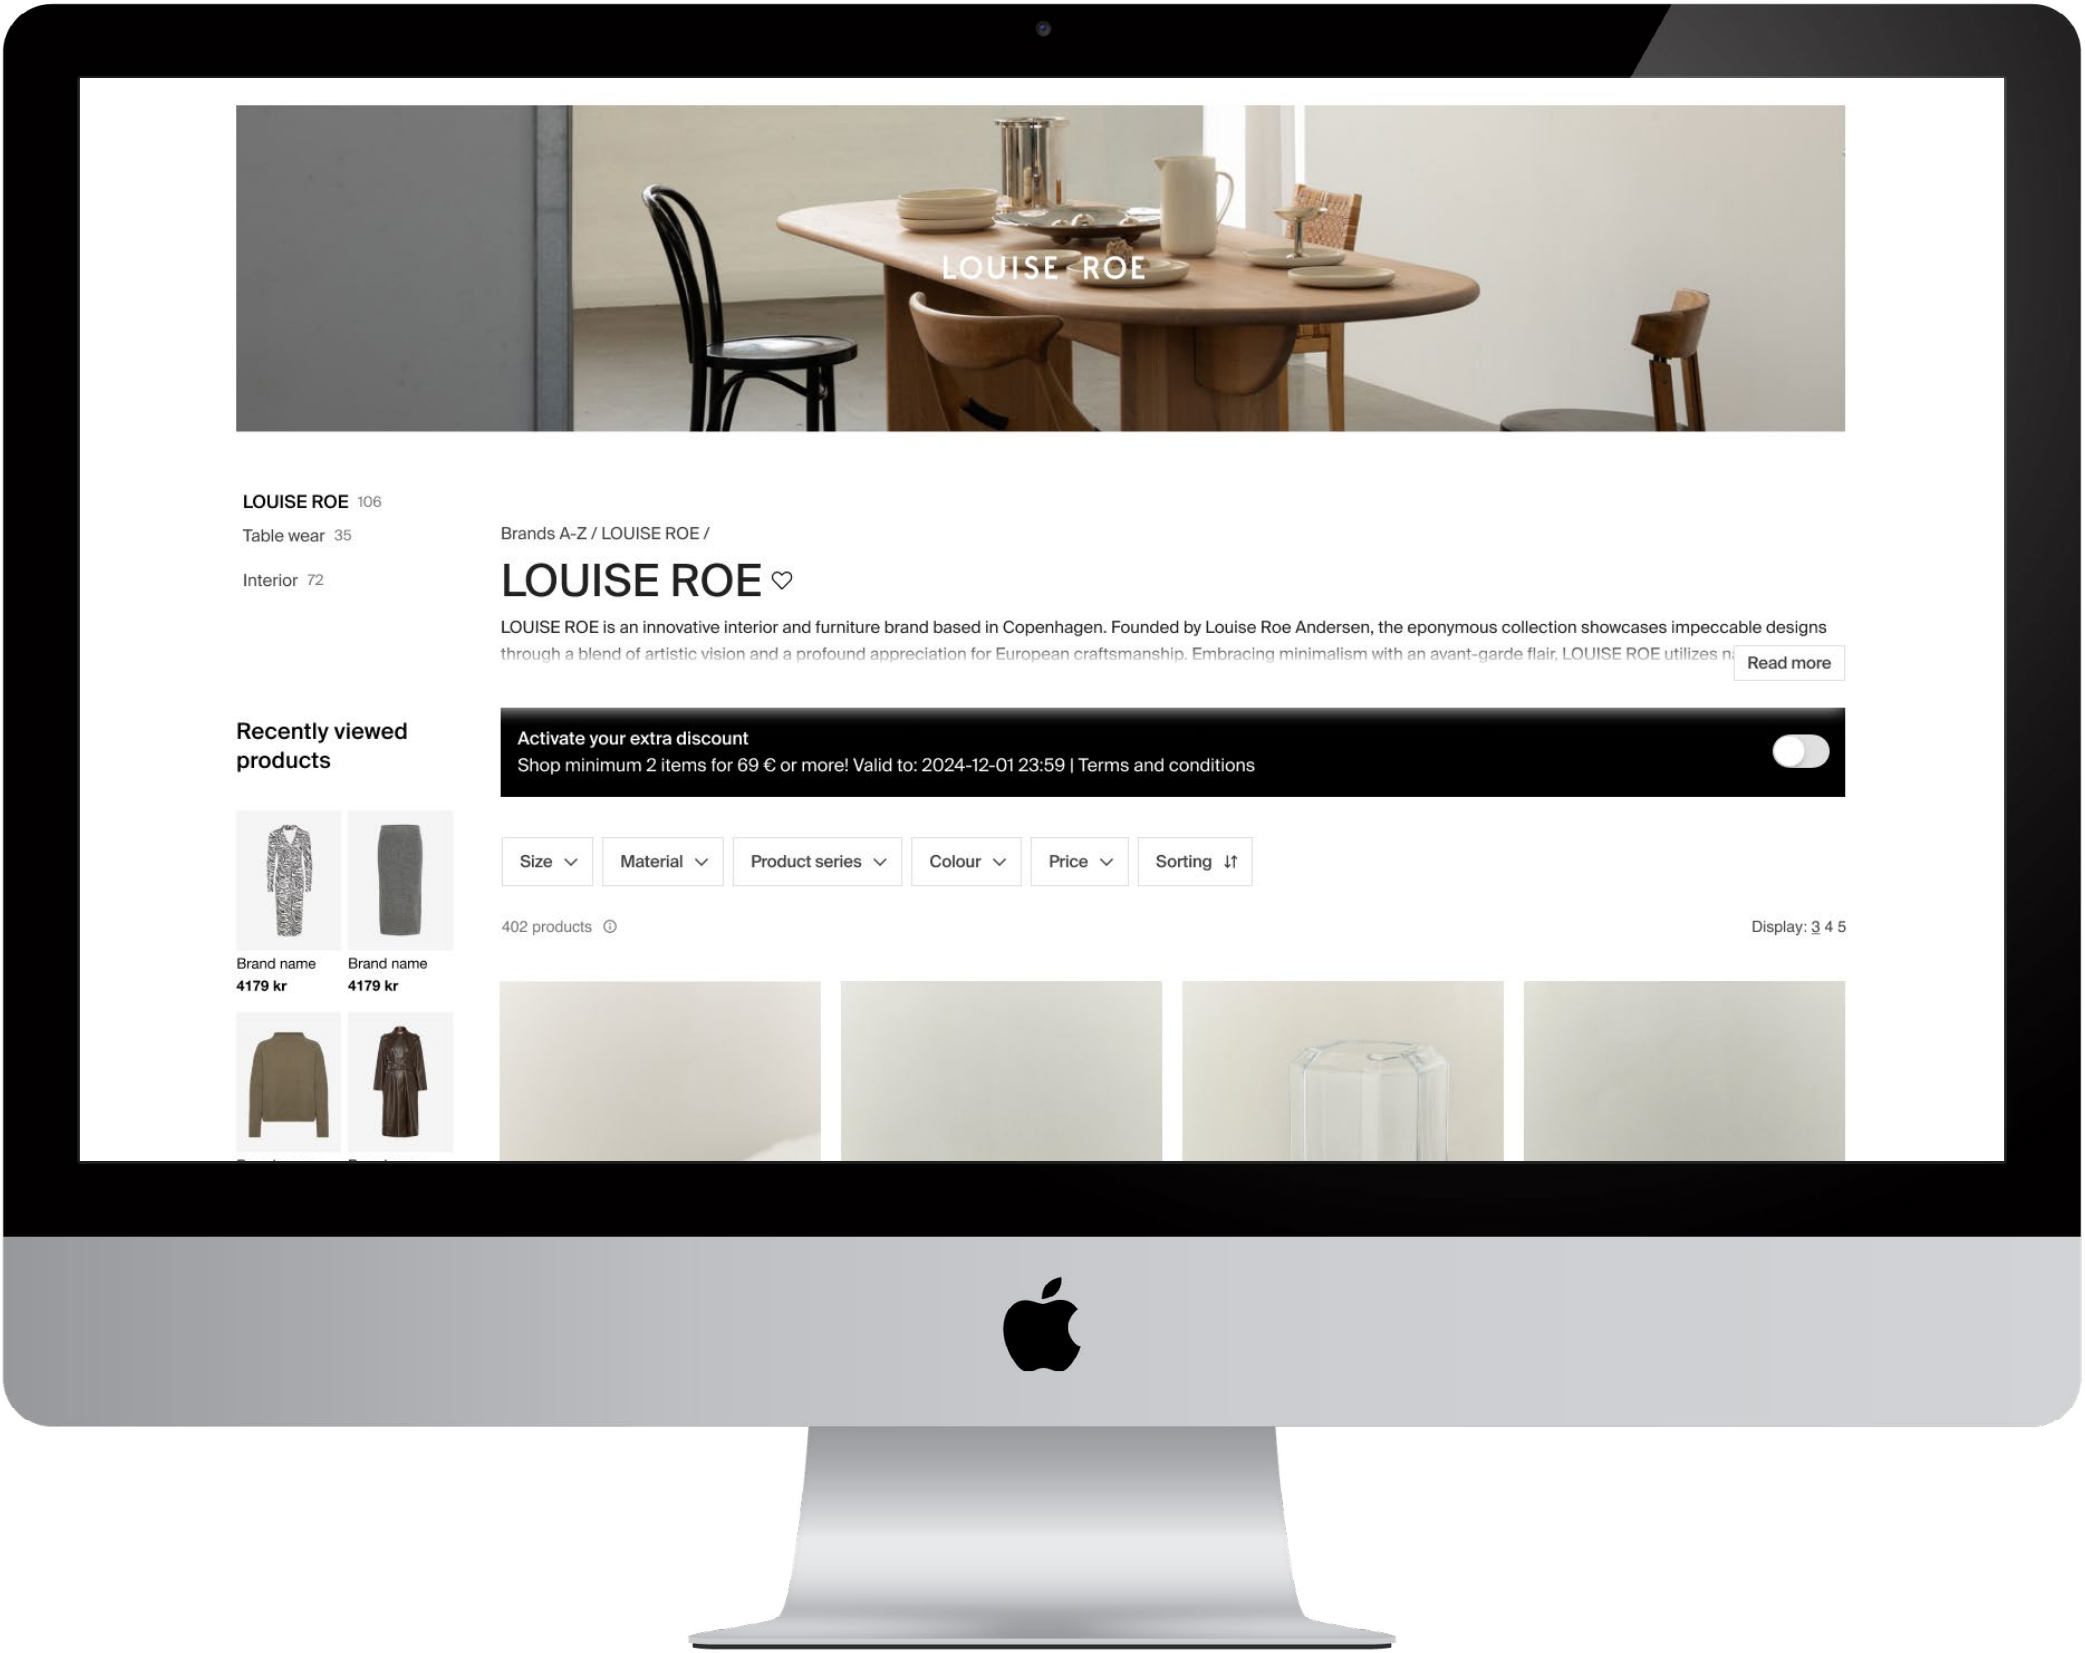 LOUISE ROE
LOUISE ROE 106
Table wear 35
Interior 72
Brands A-Z / LOUISE ROE /
LOUISE ROE
LOUISE ROE is an innovative interior and furniture brand based in Copenhagen. Founded by Louise Roe Andersen, the eponymous collection showcases impeccable designs
through a blend of artistic vision and a profound appreciation for European craftsmanship. Embracing minimalism with an avant-garde flair, LOUISE ROE utilizes
Read more
Recently viewed
products
Activate your extra discount
Shop minimum 2 items for 69 € or more! Valid to: 2024-12-01 23:59 | Terms and conditions
Size
Material
Product series
Colour
Price
Sorting
402 products
Display: 3 4 5
Brand name
4179 kr
Brand name
4179 kr